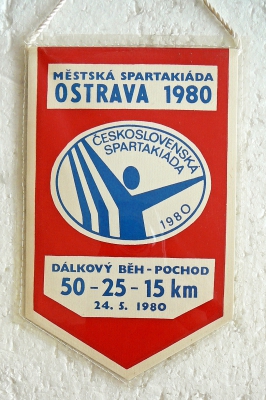 MĚSTSKÁ SPARTAKIÁDA
OSTRAVA 1980
ČESKOSLOVENSKÁ
SPARTAKIÁDA
1980
DÁLKOVÝ BĚH - POCHOD
50 - 25 - 15 km
24. 5. 1980